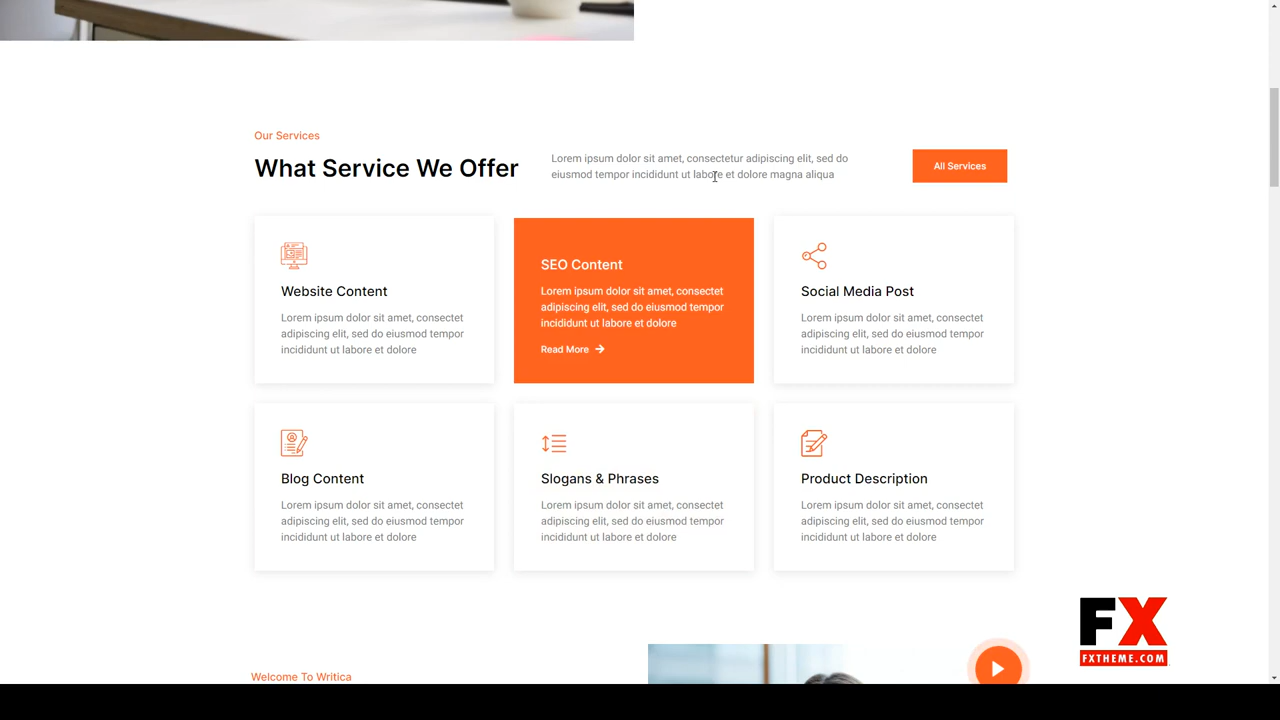 Our Services
What Service We Offer
Lorem ipsum dolor sit amet, consectetur adipiscing elit, sed do
eiusmod tempor incididunt ut labore et dolore magna aliqua
All Services
Website Content
Lorem ipsum dolor sit amet, consectet
adipiscing elit, sed do eiusmod tempor
incididunt ut labore et dolore
SEO Content
Lorem ipsum dolor sit amet, consectet
adipiscing elit, sed do eiusmod tempor
incididunt ut labore et dolore
Read More
Social Media Post
Lorem ipsum dolor sit amet, consectet
adipiscing elit, sed do eiusmod tempor
incididunt ut labore et dolore
Blog Content
Lorem ipsum dolor sit amet, consectet
adipiscing elit, sed do eiusmod tempor
incididunt ut labore et dolore
Slogans & Phrases
Lorem ipsum dolor sit amet, consectet
adipiscing elit, sed do eiusmod tempor
incididunt ut labore et dolore
Product Description
Lorem ipsum dolor sit amet, consectet
adipiscing elit, sed do eiusmod tempor
incididunt ut labore et dolore
FX
FXTHEME.COM
Welcome To Writica